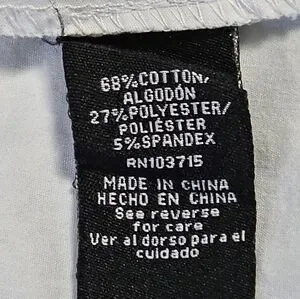 68%COTTON/
ALGODÓN
27%POLYESTER/
POLIÉSTER
5%SPANDEX
RN103715
MADE IN CHINA
HECHO EN CHINA
See reverse
for care
Ver al dorso para el
cuidado